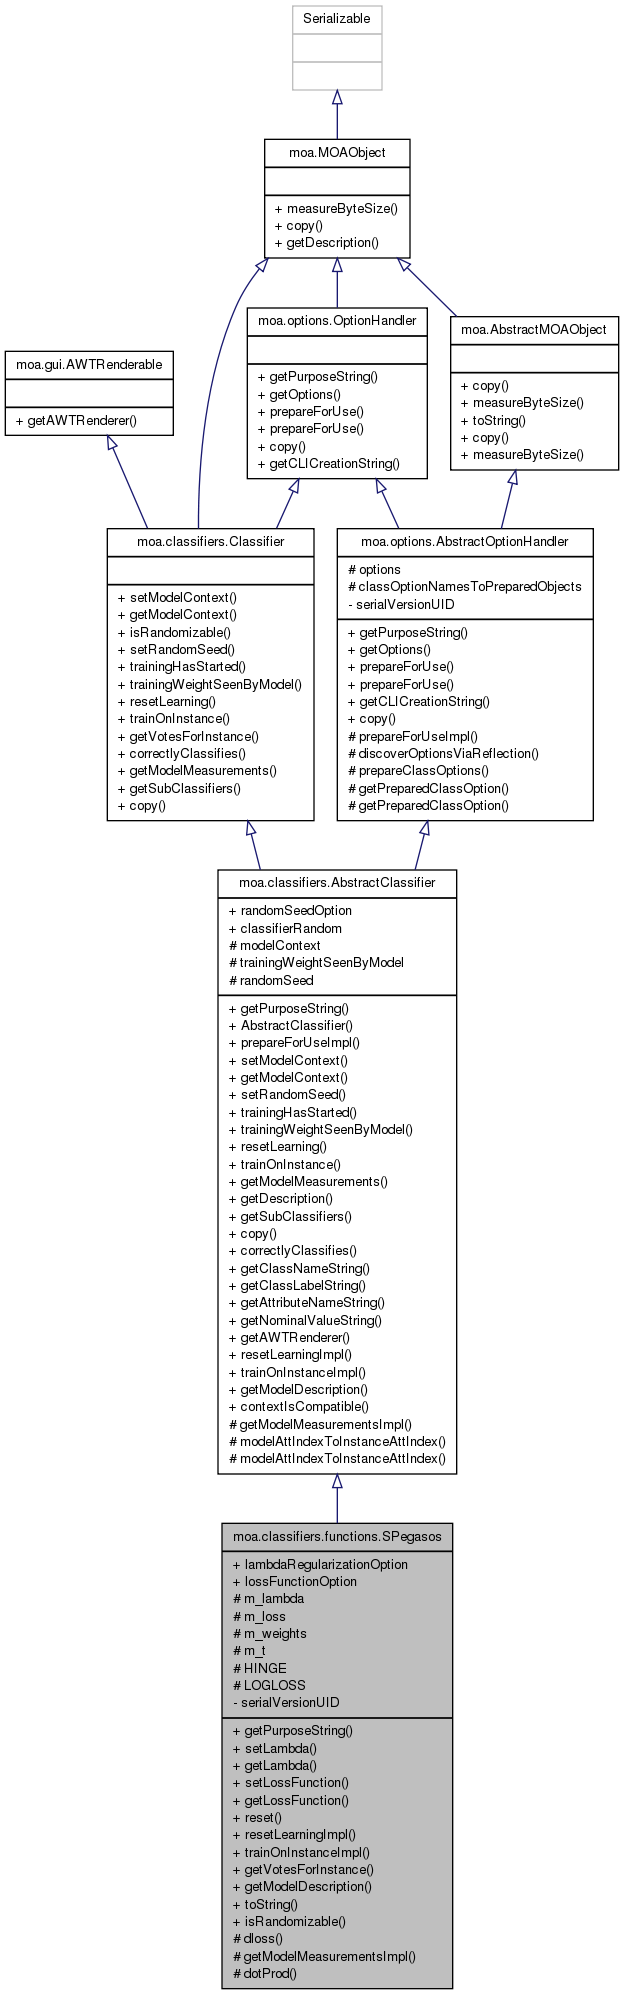 Serializable
moa.MOAObject
+ measureByteSize()
+ copy()
+ getDescription()
moa.gui.AWTRenderable
+ getAWTRenderer()
moa.options.OptionHandler
+ getPurposeString()
+ getOptions()
+ prepareForUse()
+ prepareForUse()
+ copy()
+ getCLICreationString()
moa.AbstractMOAObject
+ copy()
+ measureByteSize()
+ toString()
+ copy()
+ measureByteSize()
moa.classifiers.Classifier
+ setModelContext()
+ getModelContext()
+ isRandomizable()
+ setRandomSeed()
+ trainingHasStarted()
+ trainingWeightSeenByModel()
+ resetLearning()
+ trainOnInstance()
+ getVotesForInstance()
+ correctlyClassifies()
+ getModelMeasurements()
+ getSubClassifiers()
+ copy()
moa.options.AbstractOptionHandler
# options
# classOptionNamesToPreparedObjects
- serialVersionUID
+ getPurposeString()
+ getOptions()
+ prepareForUse()
+ prepareForUse()
+ getCLICreationString()
+ copy()
# prepareForUseImpl()
# discoverOptionsViaReflection()
# prepareClassOptions()
# getPreparedClassOption()
# getPreparedClassOption()
moa.classifiers.AbstractClassifier
+ randomSeedOption
+ classifierRandom
# modelContext
# trainingWeightSeenByModel
# randomSeed
+ getPurposeString()
+ AbstractClassifier()
+ prepareForUseImpl()
+ setModelContext()
+ getModelContext()
+ setRandomSeed()
+ trainingHasStarted()
+ trainingWeightSeenByModel()
+ resetLearning()
+ trainOnInstance()
+ getModelMeasurements()
+ getDescription()
+ getSubClassifiers()
+ copy()
+ correctlyClassifies()
+ getClassNameString()
+ getClassLabelString()
+ getAttributeNameString()
+ getNominalValueString()
+ getAWTRenderer()
+ resetLearningImpl()
+ trainOnInstanceImpl()
+ getModelDescription()
+ contextIsCompatible()
# getModelMeasurementsImpl()
# modelAttIndexToInstanceAttIndex()
# modelAttIndexToInstanceAttIndex()
moa.classifiers.functions.SPegasos
+ lambdaRegularizationOption
+ lossFunctionOption
# m_lambda
# m_loss
# m_weights
# m_t
# HINGE
# LOGLOSS
- serialVersionUID
+ getPurposeString()
+ setLambda()
+ getLambda()
+ setLossFunction()
+ getLossFunction()
+ reset()
+ resetLearningImpl()
+ trainOnInstanceImpl()
+ getVotesForInstance()
+ getModelDescription()
+ toString()
+ isRandomizable()
# dloss()
# getModelMeasurementsImpl()
# dotProd()